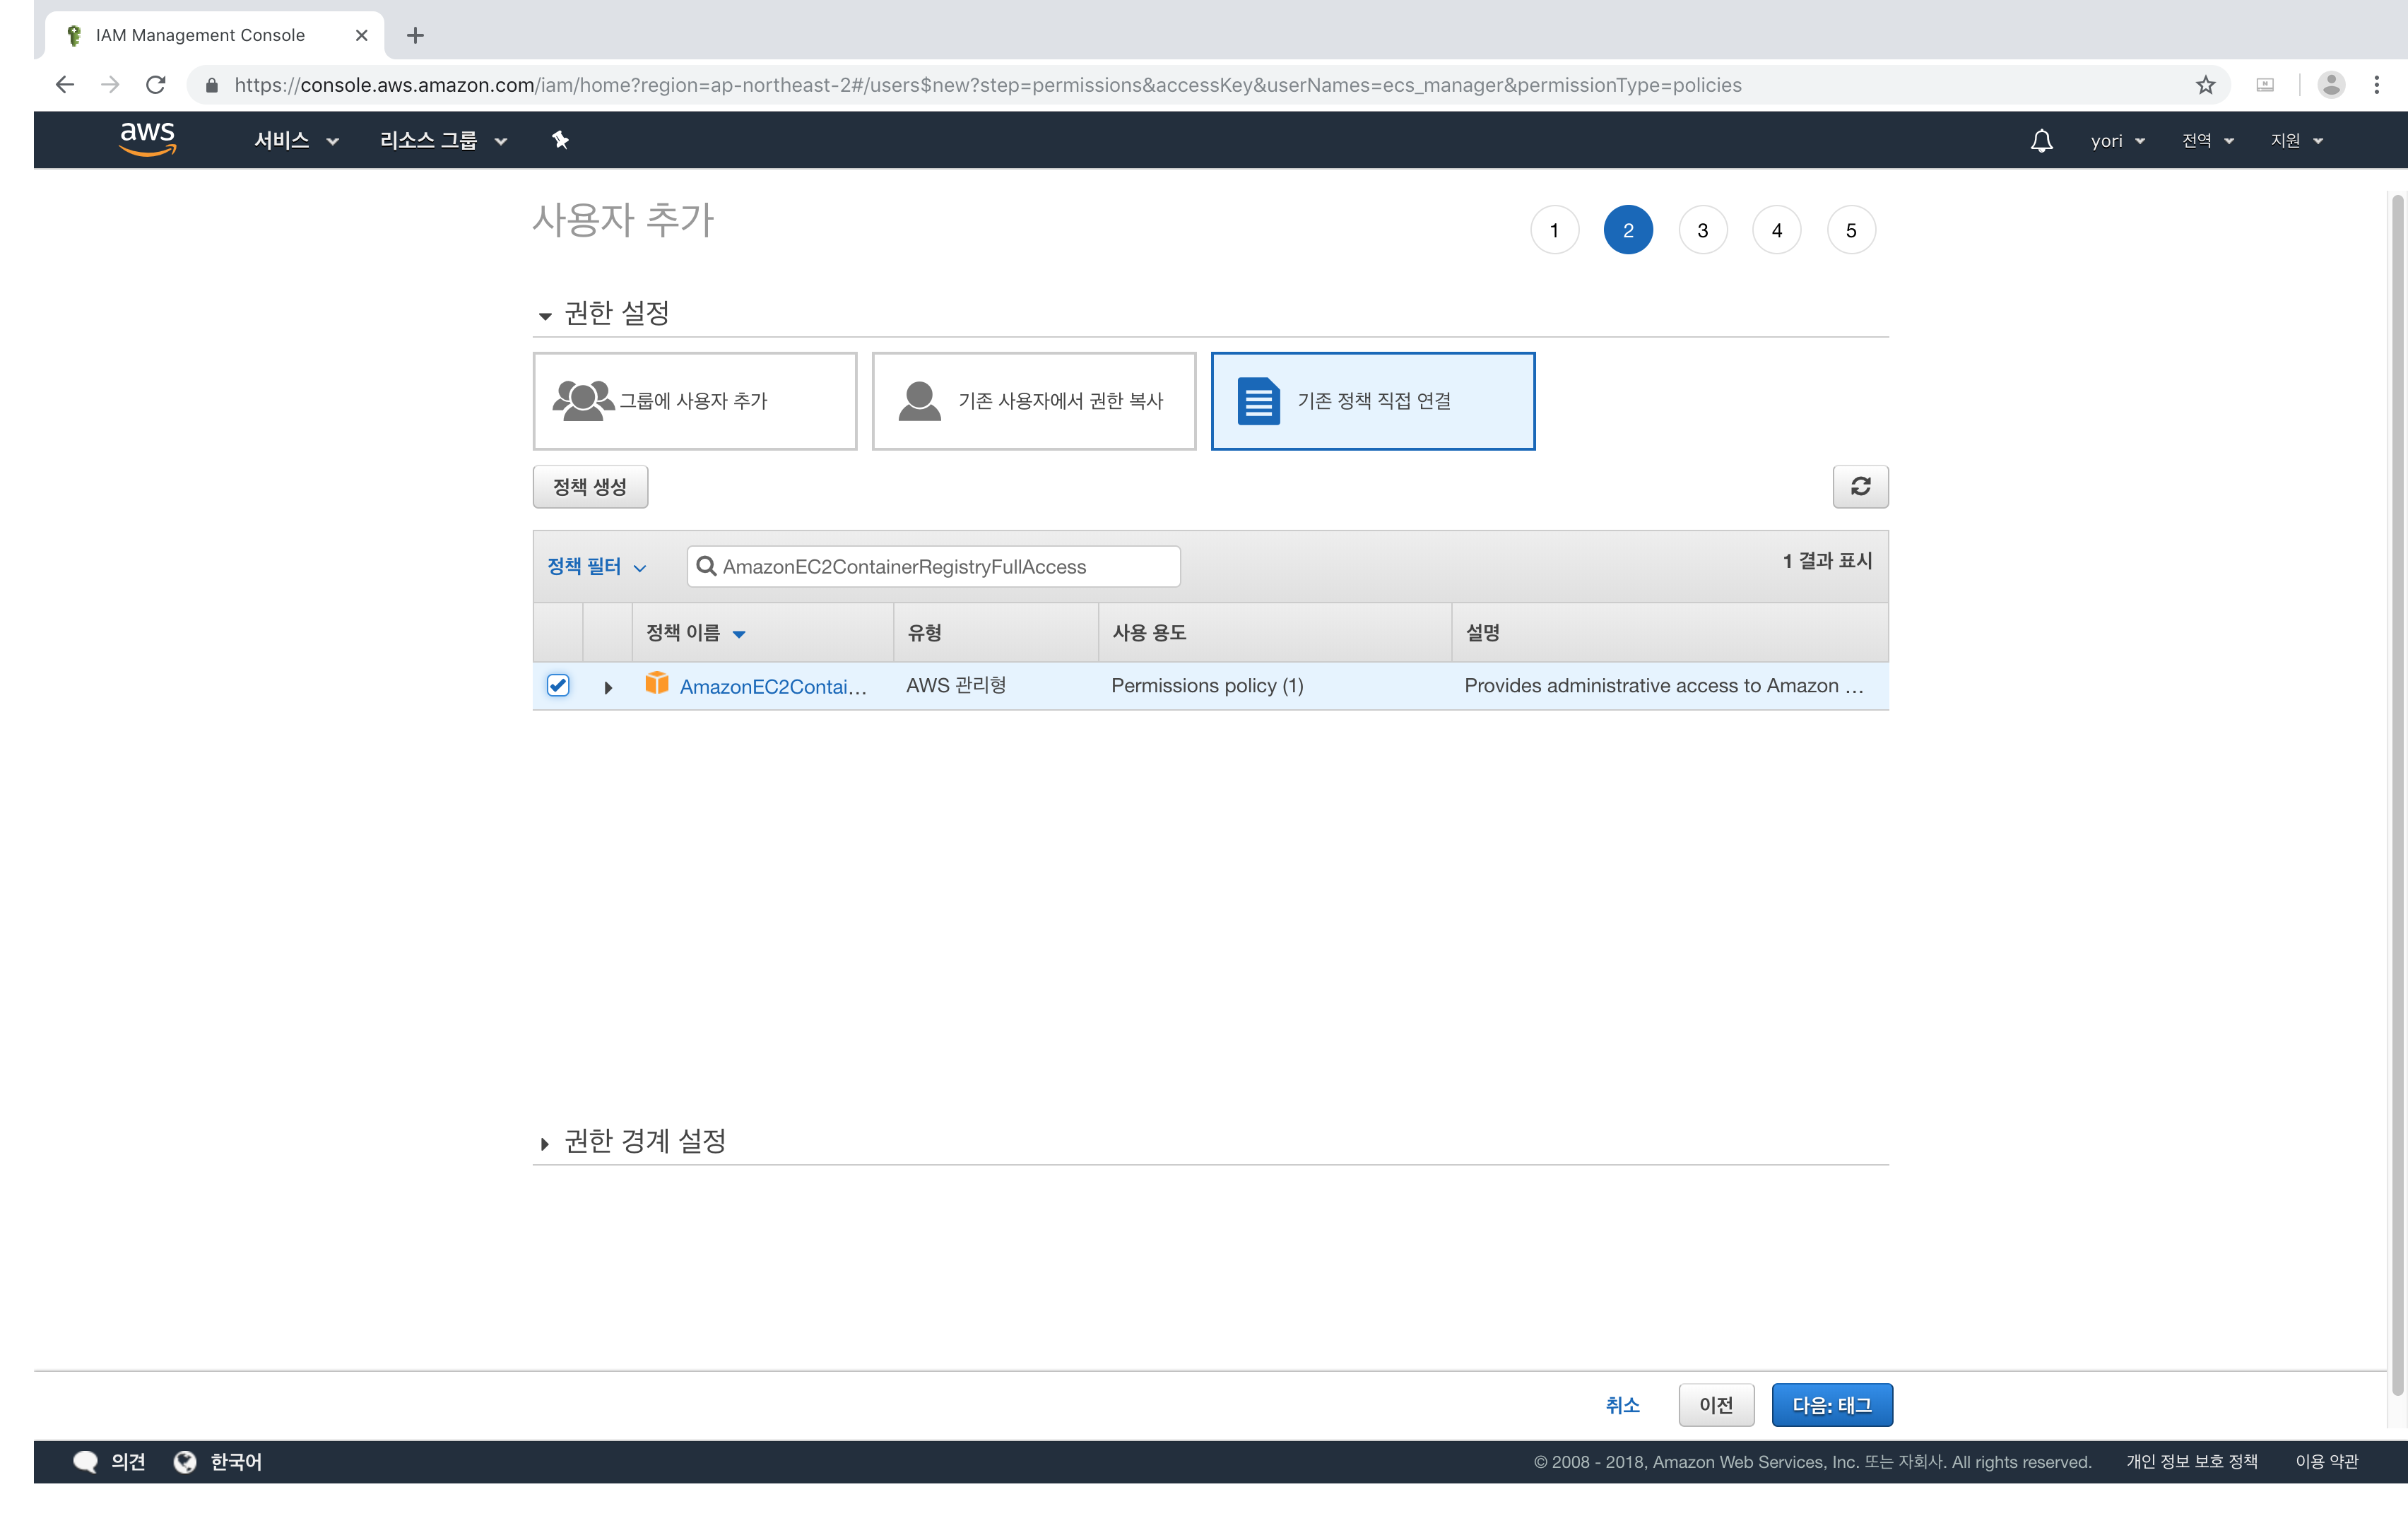 IAM Management Console
https://console.aws.amazon.com/iam/home?region=ap-northeast-2#/users$new?step=permissions&accessKey&userNames=ecs_manager&permissionType=policies
aws 서비스 리소스 그룹 yori 전역 지원
사용자 추가 1 2 3 4 5
권한 설정
그룹에 사용자 추가 기존 사용자에서 권한 복사 기존 정책 직접 연결
정책 생성
정책 필터 AmazonEC2ContainerRegistryFullAccess 1 결과 표시
정책 이름 유형 사용 용도 설명
AmazonEC2Contai... AWS 관리형 Permissions policy (1) Provides administrative access to Amazon ...
권한 경계 설정
취소 이전 다음: 태그
의견 한국어 © 2008 - 2018, Amazon Web Services, Inc. 또는 자회사. All rights reserved. 개인 정보 보호 정책 이용 약관